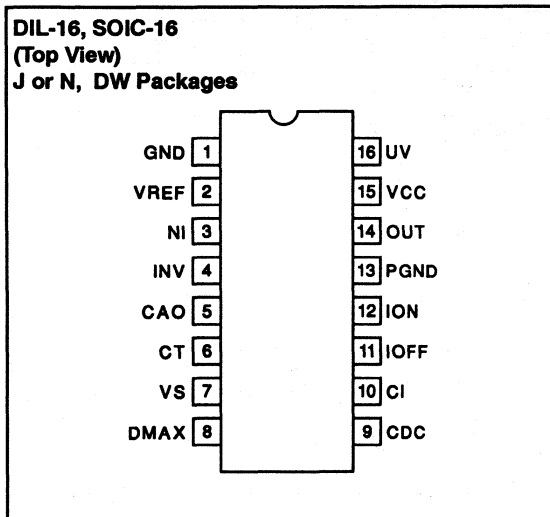 DIL-16, SOIC-16
(Top View)
J or N, DW Packages
GND 1 16 UV
VREF 2 15 VCC
NI 3 14 OUT
INV 4 13 PGND
CAO 5 12 ION
CT 6 11 IOFF
VS 7 10 CI
DMAX 8 9 CDC